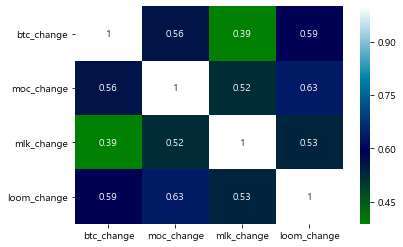 btc_change 1 0.56 0.39 0.59
moc_change 0.56 1 0.52 0.63
mlk_change 0.39 0.52 1 0.53
loom_change 0.59 0.63 0.53 1
btc_change moc_change mlk_change loom_change
0.90
0.75
0.60
0.45